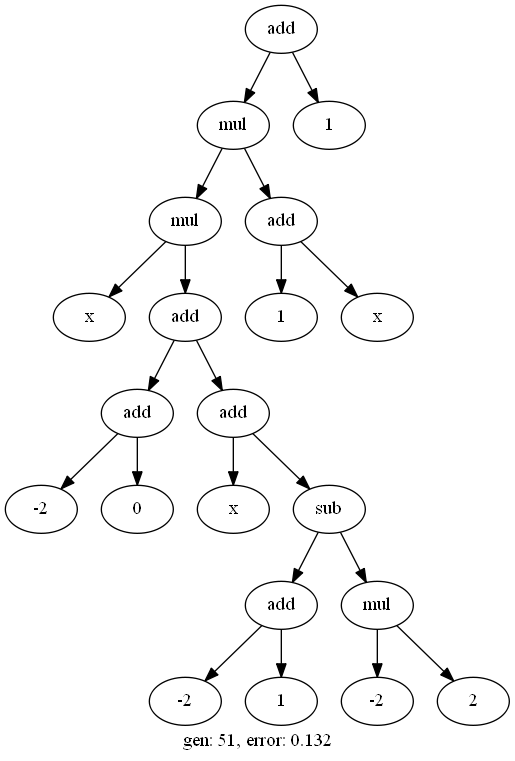 add
mul 1
mul add
x add 1 x
add add
-2 0 x sub
add mul
-2 1 -2 2
gen: 51, error: 0.132